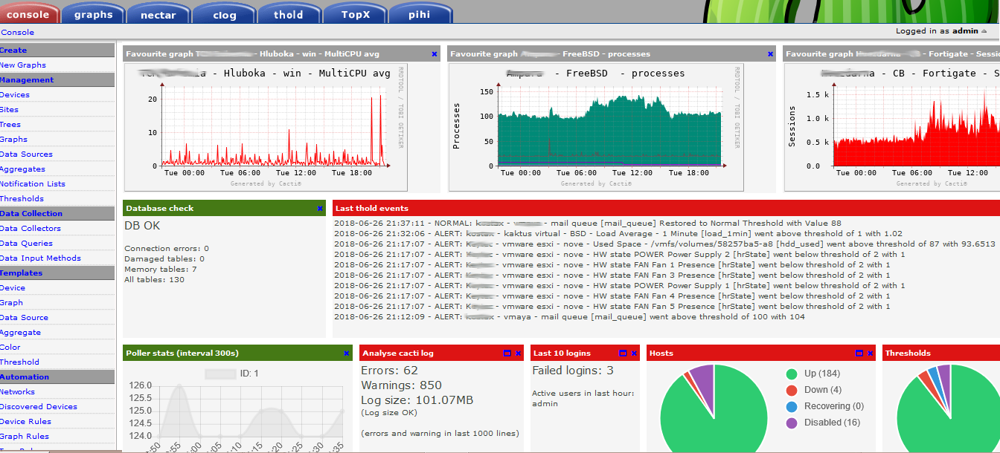 console graphs nectar clog thold TopX pihi
Console
Logged in as admin
Create
New Graphs
Management
Devices
Sites
Trees
Graphs
Data Sources
Aggregates
Notification Lists
Thresholds
Data Collection
Data Collectors
Data Queries
Data Input Methods
Templates
Device
Graph
Data Source
Aggregate
Color
Threshold
Automation
Networks
Discovered Devices
Device Rules
Graph Rules
Favourite graph - Hluboka - win - MultiCPU avg
- Hluboka - win - MultiCPU avg
20
10
0
Tue 00:00 Tue 06:00 Tue 12:00 Tue 18:00
Generated by Cacti®
RRDTOOL / TOBI OETIKER
Favourite graph - FreeBSD - processes
- FreeBSD - processes
Processes
150
100
50
0
Tue 00:00 Tue 06:00 Tue 12:00 Tue 18:00
Generated by Cacti®
RRDTOOL / TOBI OETIKER
Favourite graph - Fortigate - Sessio
- CB - Fortigate - S
Sessions
1.5 k
1.0 k
0.5 k
0.0
Tue 00:00 Tue 06:00 Tue 12:00
Generated by Cacti®
Database check
DB OK
Connection errors: 0
Damaged tables: 0
Memory tables: 7
All tables: 130
Last thold events
2018-06-26 21:37:11 - NORMAL: - - mail queue [mail_queue] Restored to Normal Threshold with Value 88
2018-06-26 21:32:06 - ALERT: - kaktus virtual - BSD - Load Average - 1 Minute [load_1min] went above threshold of 1 with 1.02
2018-06-26 21:17:07 - ALERT: - vmware esxi - nove - Used Space - /vmfs/volumes/58257ba5-a8 [hdd_used] went above threshold of 87 with 93.6513
2018-06-26 21:17:07 - ALERT: - vmware esxi - nove - HW state POWER Power Supply 2 [hrState] went below threshold of 2 with 1
2018-06-26 21:17:07 - ALERT: - vmware esxi - nove - HW state FAN Fan 1 Presence [hrState] went below threshold of 2 with 1
2018-06-26 21:17:07 - ALERT: - vmware esxi - nove - HW state FAN Fan 3 Presence [hrState] went below threshold of 2 with 1
2018-06-26 21:17:07 - ALERT: - vmware esxi - nove - HW state POWER Power Supply 1 [hrState] went below threshold of 2 with 1
2018-06-26 21:17:07 - ALERT: - vmware esxi - nove - HW state FAN Fan 4 Presence [hrState] went below threshold of 2 with 1
2018-06-26 21:17:07 - ALERT: - vmware esxi - nove - HW state FAN Fan 5 Presence [hrState] went below threshold of 2 with 1
2018-06-26 21:12:09 - ALERT: - vmaya - mail queue [mail_queue] went above threshold of 100 with 104
Poller stats (interval 300s)
ID: 1
126.0
125.5
125.0
124.5
124.0
:50 :55 :00 :05 :10 :15 :20 :25 :30 :35
Analyse cacti log
Errors: 62
Warnings: 850
Log size: 101.07MB
(Log size OK)
(errors and warning in last 1000 lines)
Last 10 logins
Failed logins: 3
Active users in last hour:
admin
Hosts
Up (184)
Down (4)
Recovering (0)
Disabled (16)
Thresholds